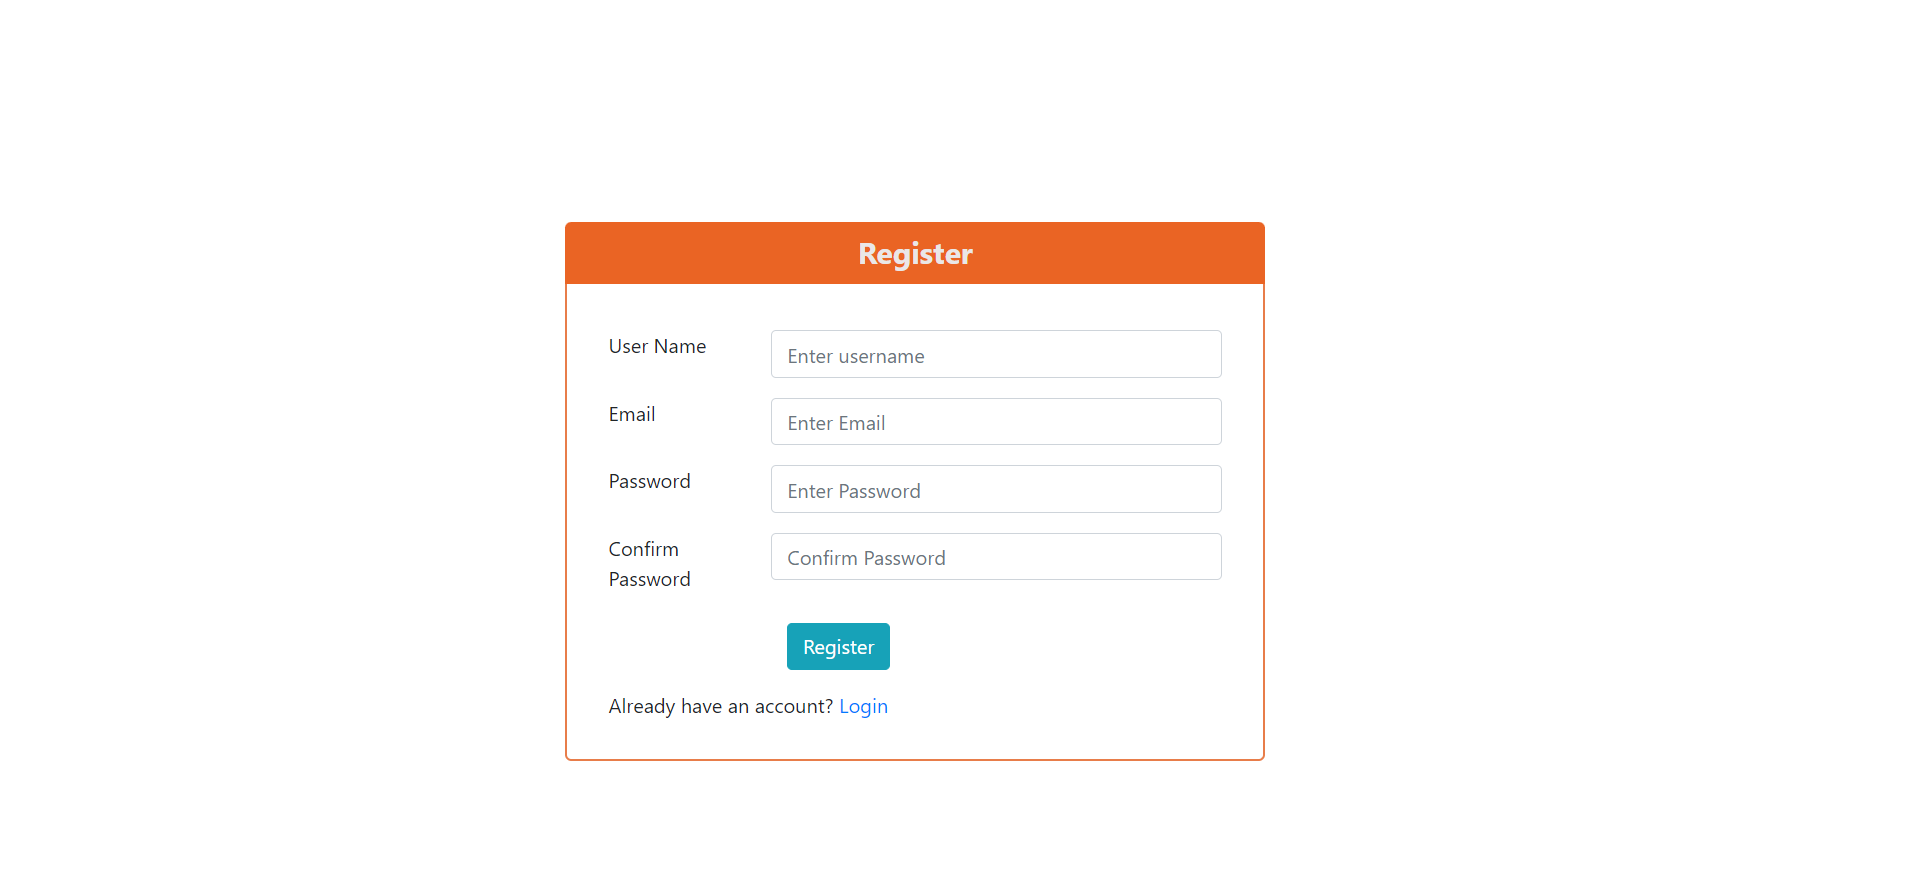 Register
User Name
Enter username
Email
Enter Email
Password
Enter Password
Confirm
Password
Confirm Password
Register
Already have an account? Login